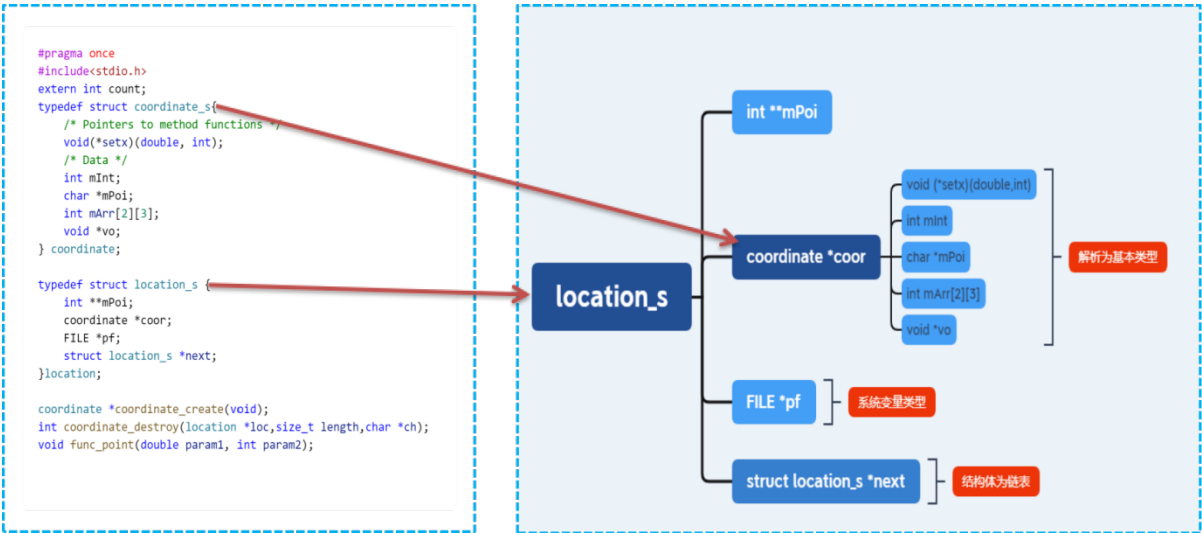 #pragma once
#include<stdio.h>
extern int count;
typedef struct coordinate_s{
/* Pointers to method functions */
void(*setx)(double, int);
/* Data */
int mInt;
char *mPoi;
int mArr[2][3];
void *vo;
} coordinate;
typedef struct location_s {
int **mPoi;
coordinate *coor;
FILE *pf;
struct location_s *next;
}location;
coordinate *coordinate_create(void);
int coordinate_destroy(location *loc,size_t length,char *ch);
void func_point(double param1, int param2);
location_s
int **mPoi
coordinate *coor
void (*setx)(double,int)
int mInt
char *mPoi
int mArr[2][3]
void *vo
解析为基本类型
FILE *pf
系统变量类型
struct location_s *next
结构体为链表